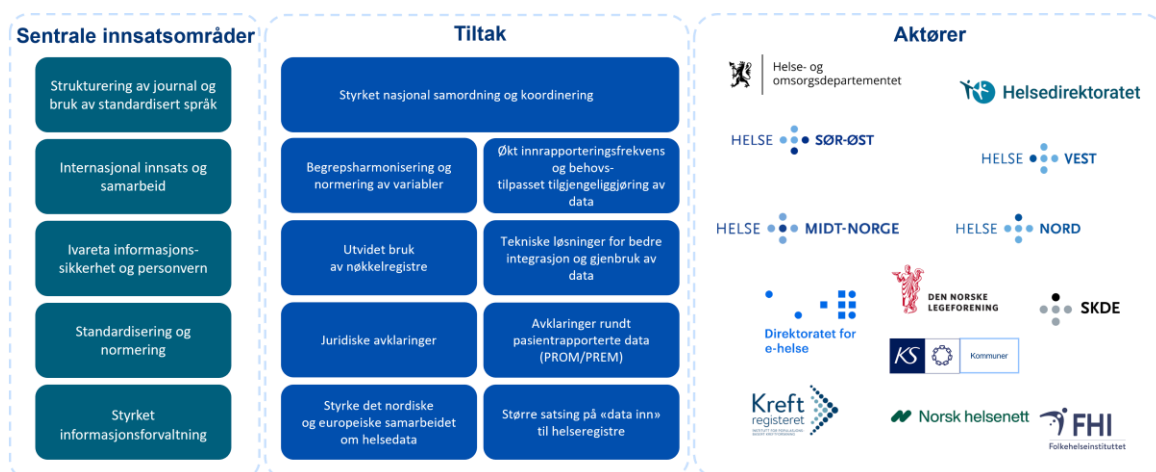 Sentrale innsatsområder
Strukturering av journal og
bruk av standardisert språk
Internasjonal innsats og
samarbeid
Ivareta informasjons-
sikkerhet og personvern
Standardisering og
normering
Styrket
informasjonsforvaltning
Tiltak
Styrket nasjonal samordning og koordinering
Begrepsharmonisering og
normering av variabler
Økt innrapporteringsfrekvens
og behovs-
tilpasset tilgjengeliggjøring av
data
Utvidet bruk
av nøkkelregistre
Tekniske løsninger for bedre
integrasjon og gjenbruk av
data
Juridiske avklaringer
Avklaringer rundt
pasientrapporterte data
(PROM/PREM)
Styrke det nordiske
og europeiske samarbeidet
om helsedata
Større satsing på «data inn»
til helseregistre
Aktører
Helse- og
omsorgsdepartementet
Helsedirektoratet
HELSE SØR-ØST
HELSE VEST
HELSE MIDT-NORGE
HELSE NORD
Direktoratet for
e-helse
DEN NORSKE
LEGEFORENING
SKDE
KS
Kommuner
Kreft
registeret
Norsk helsenett
FHI
Folkehelseinstituttet